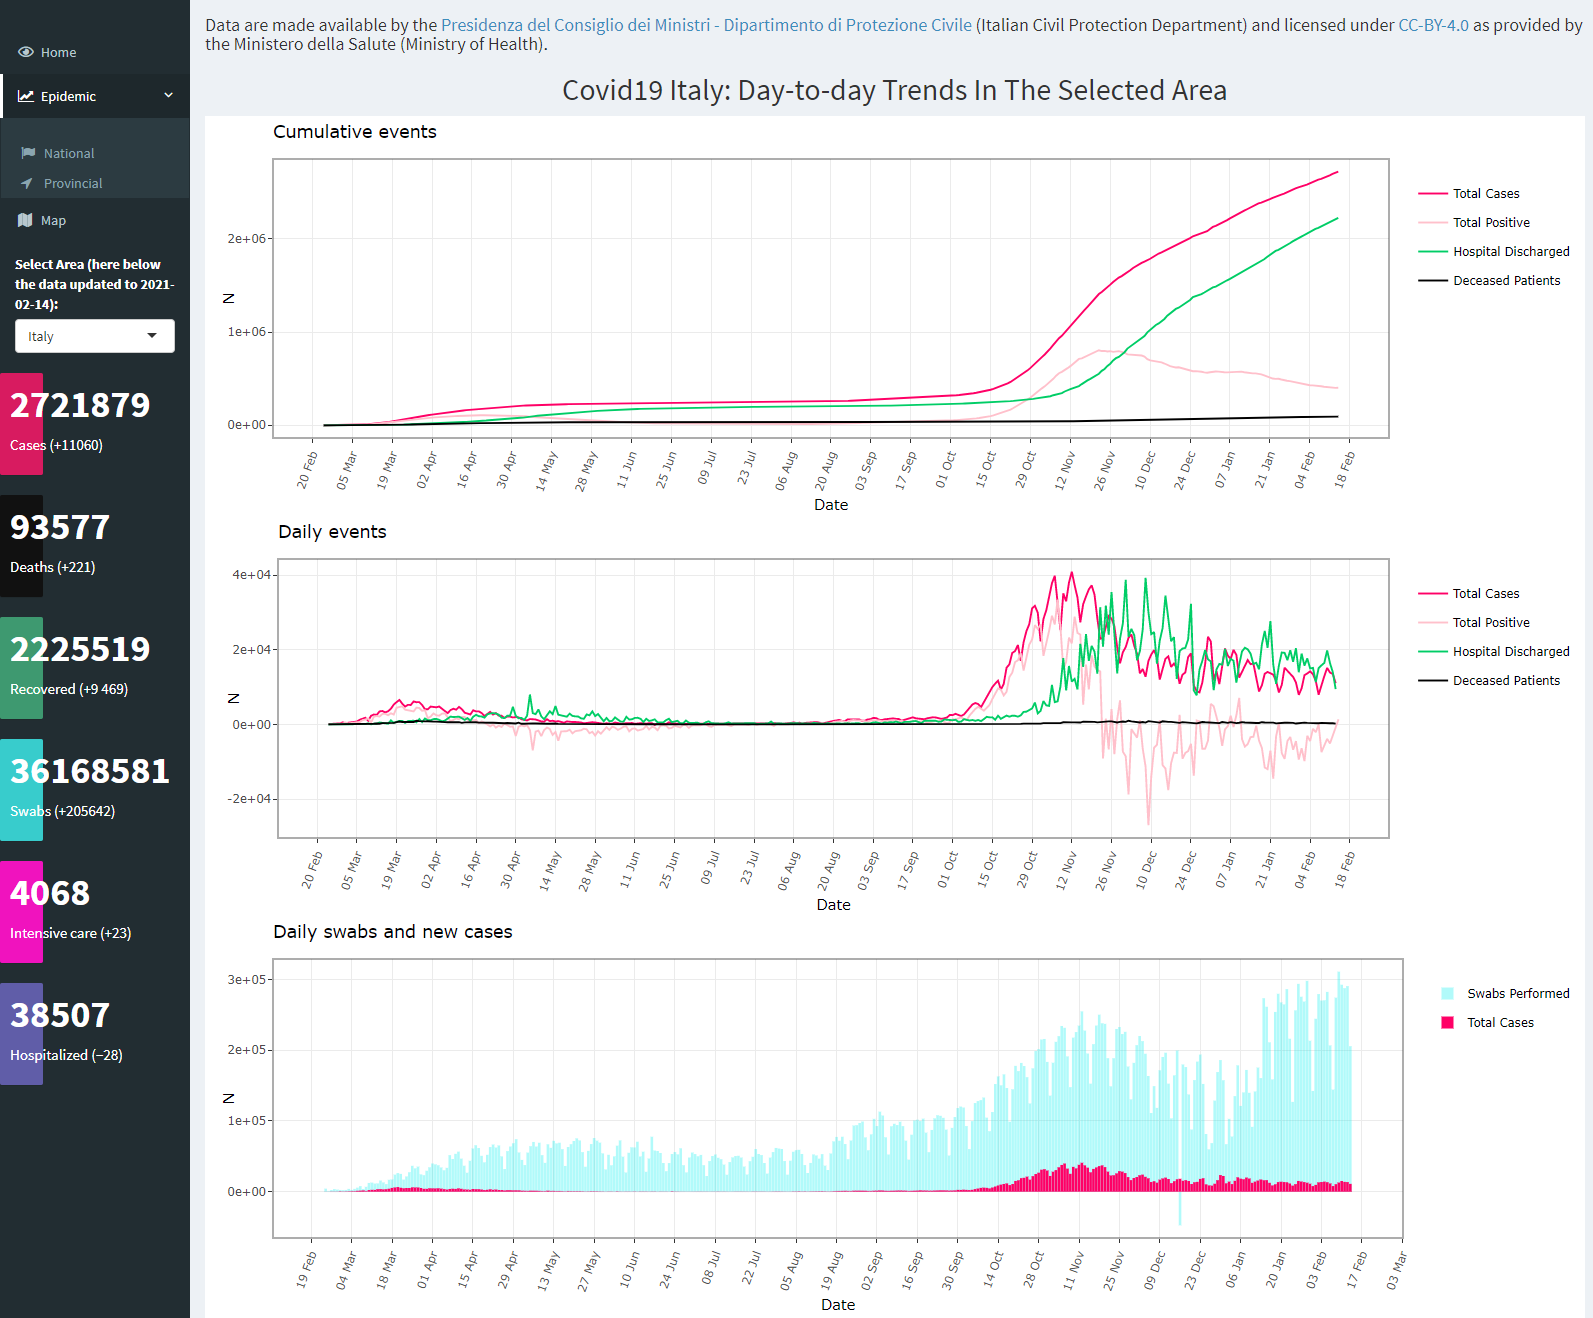 Home
Epidemic
National
Provincial
Map
Select Area (here below
the data updated to 2021-
02-14):
Italy
2721879
Cases (+11060)
93577
Deaths (+221)
2225519
Recovered (+9 469)
36168581
Swabs (+205642)
4068
Intensive care (+23)
38507
Hospitalized (−28)
Data are made available by the Presidenza del Consiglio dei Ministri - Dipartimento di Protezione Civile (Italian Civil Protection Department) and licensed under CC-BY-4.0 as provided by
the Ministero della Salute (Ministry of Health).
Covid19 Italy: Day-to-day Trends In The Selected Area
Cumulative events
2e+06
1e+06
0e+00
N
20 Feb 05 Mar 19 Mar 02 Apr 16 Apr 30 Apr 14 May 28 May 11 Jun 25 Jun 09 Jul 23 Jul 06 Aug 20 Aug 03 Sep 17 Sep 01 Oct 15 Oct 29 Oct 12 Nov 26 Nov 10 Dec 24 Dec 07 Jan 21 Jan 04 Feb 18 Feb
Date
Total Cases
Total Positive
Hospital Discharged
Deceased Patients
Daily events
4e+04
2e+04
0e+00
-2e+04
N
20 Feb 05 Mar 19 Mar 02 Apr 16 Apr 30 Apr 14 May 28 May 11 Jun 25 Jun 09 Jul 23 Jul 06 Aug 20 Aug 03 Sep 17 Sep 01 Oct 15 Oct 29 Oct 12 Nov 26 Nov 10 Dec 24 Dec 07 Jan 21 Jan 04 Feb 18 Feb
Date
Total Cases
Total Positive
Hospital Discharged
Deceased Patients
Daily swabs and new cases
3e+05
2e+05
1e+05
0e+00
N
19 Feb 04 Mar 18 Mar 01 Apr 15 Apr 29 Apr 13 May 27 May 10 Jun 24 Jun 08 Jul 22 Jul 05 Aug 19 Aug 02 Sep 16 Sep 30 Sep 14 Oct 28 Oct 11 Nov 25 Nov 09 Dec 23 Dec 06 Jan 20 Jan 03 Feb 17 Feb 03 Mar
Date
Swabs Performed
Total Cases